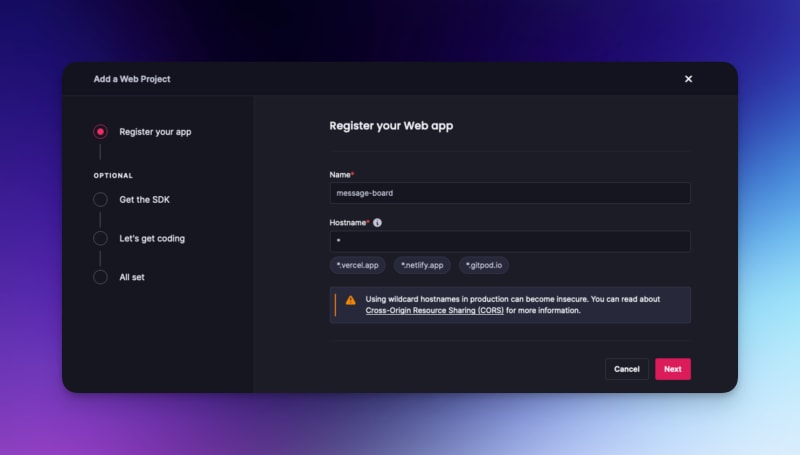 Add a Web Project
Register your app
OPTIONAL
Get the SDK
Let's get coding
All set
Register your Web app
Name*
message-board
Hostname*
*
*.vercel.app
*.netlify.app
*.gitpod.io
Using wildcard hostnames in production can become insecure. You can read about
Cross-Origin Resource Sharing (CORS) for more information.
Cancel
Next